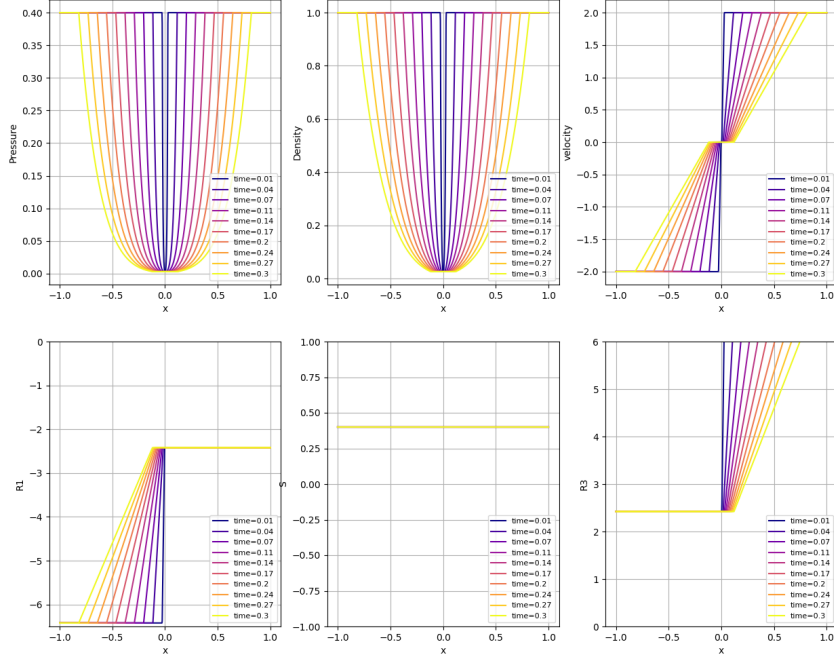 Pressure
0.40
0.35
0.30
0.25
0.20
0.15
0.10
0.05
0.00
-1.0 -0.5 0.0 0.5 1.0
x
time=0.01
time=0.04
time=0.07
time=0.11
time=0.14
time=0.17
time=0.2
time=0.24
time=0.27
time=0.3
Density
1.0
0.8
0.6
0.4
0.2
0.0
-1.0 -0.5 0.0 0.5 1.0
x
time=0.01
time=0.04
time=0.07
time=0.11
time=0.14
time=0.17
time=0.2
time=0.24
time=0.27
time=0.3
velocity
2.0
1.5
1.0
0.5
0.0
-0.5
-1.0
-1.5
-2.0
-1.0 -0.5 0.0 0.5 1.0
x
time=0.01
time=0.04
time=0.07
time=0.11
time=0.14
time=0.17
time=0.2
time=0.24
time=0.27
time=0.3
R1
0
-1
-2
-3
-4
-5
-6
-1.0 -0.5 0.0 0.5 1.0
x
time=0.01
time=0.04
time=0.07
time=0.11
time=0.14
time=0.17
time=0.2
time=0.24
time=0.27
time=0.3
S
1.00
0.75
0.50
0.25
0.00
-0.25
-0.50
-0.75
-1.00
-1.0 -0.5 0.0 0.5 1.0
x
time=0.01
time=0.04
time=0.07
time=0.11
time=0.14
time=0.17
time=0.2
time=0.24
time=0.27
time=0.3
R3
6
5
4
3
2
1
0
-1.0 -0.5 0.0 0.5 1.0
x
time=0.01
time=0.04
time=0.07
time=0.11
time=0.14
time=0.17
time=0.2
time=0.24
time=0.27
time=0.3